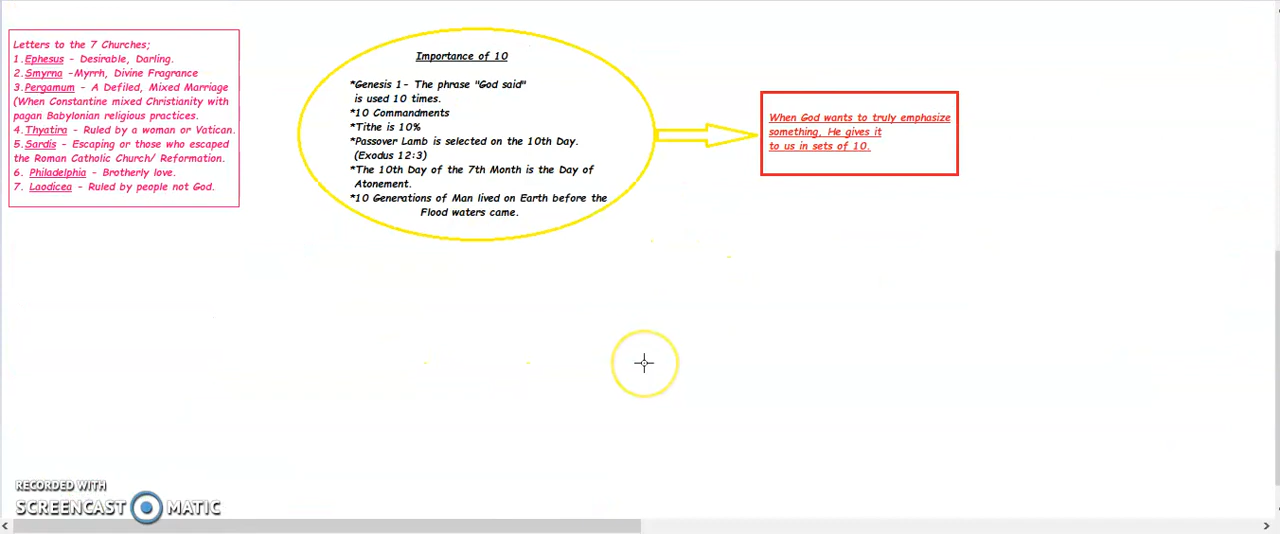 Letters to the 7 Churches;
1.Ephesus - Desirable, Darling.
2.Smyrna -Myrrh, Divine Fragrance
3.Pergamum - A Defiled, Mixed Marriage
(When Constantine mixed Christianity with
pagan Babylonian religious practices.
4.Thyatira - Ruled by a woman or Vatican.
5.Sardis - Escaping or those who escaped
the Roman Catholic Church/ Reformation.
6. Philadelphia - Brotherly love.
7. Laodicea - Ruled by people not God.
Importance of 10
*Genesis 1- The phrase "God said"
is used 10 times.
*10 Commandments
*Tithe is 10%
*Passover Lamb is selected on the 10th Day.
(Exodus 12:3)
*The 10th Day of the 7th Month is the Day of
Atonement.
*10 Generations of Man lived on Earth before the
Flood waters came.
When God wants to truly emphasize
something, He gives it
to us in sets of 10.
RECORDED WITH
SCREENCAST MATIC